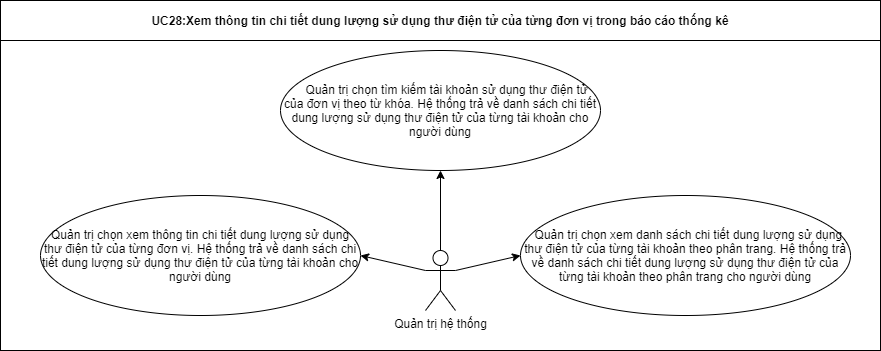 UC28:Xem thông tin chi tiết dung lượng sử dụng thư điện tử của từng đơn vị trong báo cáo thống kê
Quản trị chọn tìm kiếm tài khoản sử dụng thư điện tử
của đơn vị theo từ khóa. Hệ thống trả về danh sách chi tiết
dung lượng sử dụng thư điện tử của từng tài khoản cho
người dùng
Quản trị chọn xem thông tin chi tiết dung lượng sử dụng
thư điện tử của từng đơn vị. Hệ thống trả về danh sách chi
tiết dung lượng sử dụng thư điện tử của từng tài khoản cho
người dùng
Quản trị chọn xem danh sách chi tiết dung lượng sử dụng
thư điện tử của từng tài khoản theo phân trang. Hệ thống trả
về danh sách chi tiết dung lượng sử dụng thư điện tử của
từng tài khoản theo phân trang cho người dùng
Quản trị hệ thống